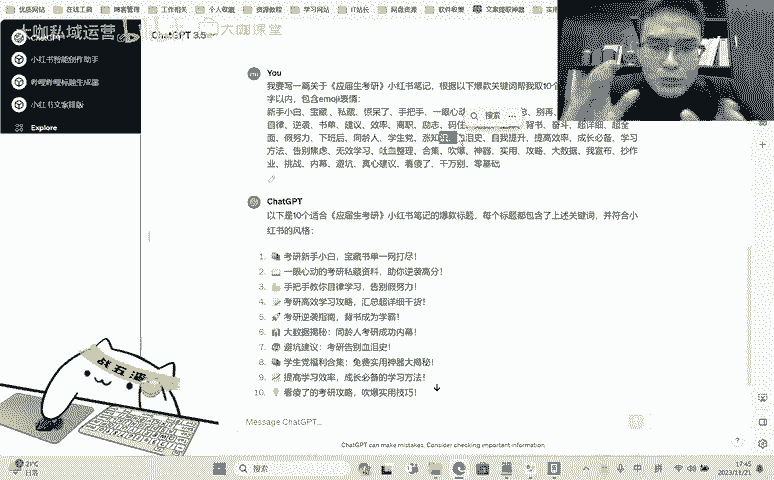 优质网站 在线工具 顾客管理 工作相关 个人收藏 资源教程 学习网站 IT站长 网盘资源 软件收集 文案提取神器
大咖私域运营 大咖课堂
ChatGPT 3.5
小红书智能创作助手
哔哩哔哩标题生成器
小红书文案排版
Explore
You
我要写一篇关于《应届生考研》小红书笔记，根据以下爆款关键词帮我取10个
字以内，包含emoji表情：
新手小白、宝藏、私藏、惊呆了、手把手、一眼心动
搜索 ...
自律、逆袭、书单、建议、效率、离职、励志、码住
背书、奋斗、超详细、超全
面、假努力、下班后、同龄人、学生党、张知识、血泪史、自我提升、提高效率、成长必备、学习
方法、告别焦虑、无效学习、吐血整理、合集、吹爆、神器、实用、攻略、大数据、我宣布、抄作
业、挑战、内幕、避坑、真心建议、看傻了、千万别、零基础
ChatGPT
以下是10个适合《应届生考研》小红书笔记的爆款标题，每个标题都包含了上述关键词，并符合小
红书的风格：
1. 📚 考研新手小白，宝藏书单一网打尽！
2. 一眼心动的考研私藏资料，助你逆袭高分！
3. 手把手教你自律学习，告别假努力！
4. 考研高效学习攻略，汇总超详细干货！
5. 🚀 考研逆袭指南，背书成为学霸！
6. 大数据揭秘：同龄人考研成功内幕！
7. 避坑建议：考研告别血泪史！
8. 📚 学生党福利合集：免费实用神器大揭秘！
9. 提高学习效率，成长必备的学习方法！
10. 💡 看傻了的考研攻略，吹爆实用技巧！
战五渣
Message ChatGPT...
ChatGPT can make mistakes. Consider checking important information.
21°C
日落
搜索
中
拼
17:45
2023/11/21